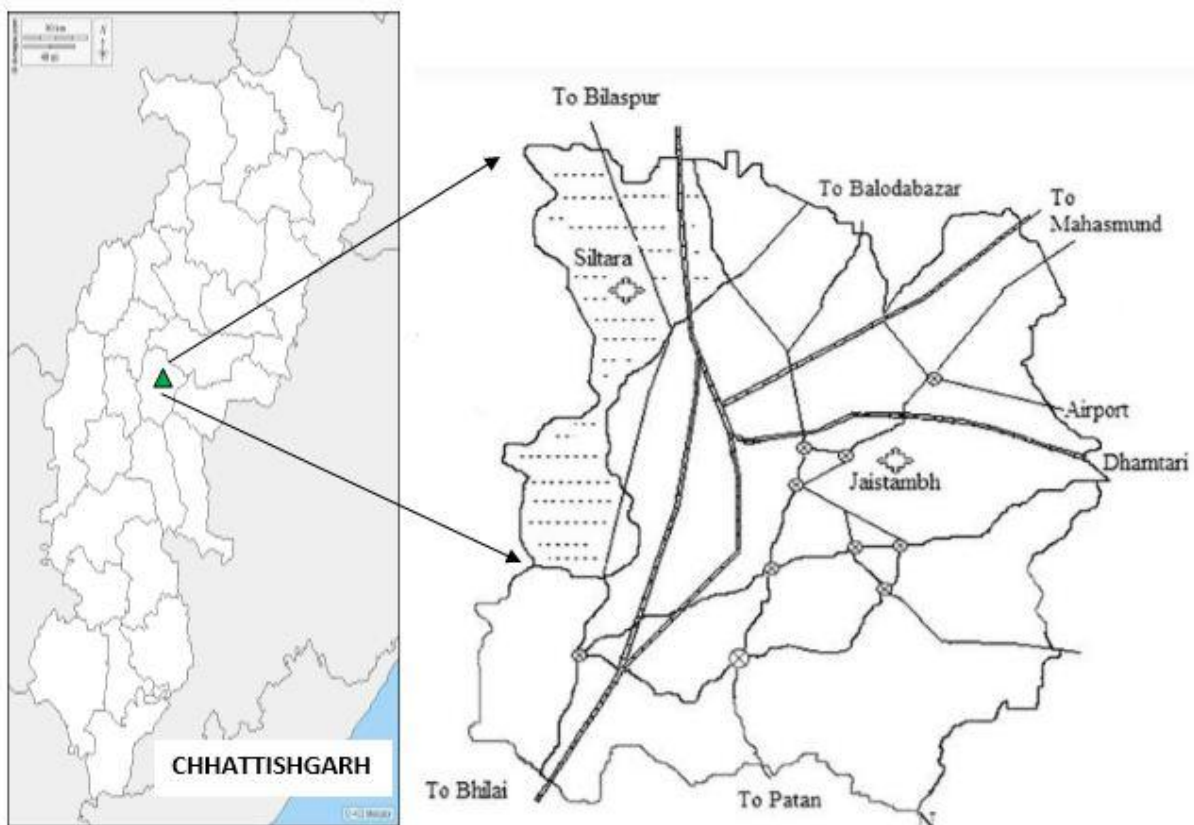 N
To Bilaspur
To Balodabazar
To
Mahasmund
Siltara
Airport
Dhamtari
Jaistambh
CHHATTISHGARH
To Bhilai
To Patan